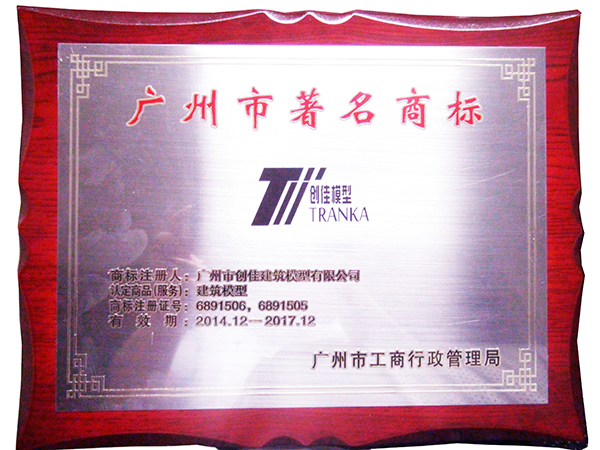 广州市著名商标
创佳模型
TRANKA
商标注册人：广州市创佳建筑模型有限公司
认定商品(服务)：建筑模型
商标注册证号：6891506，6891505
有效期：2014.12—2017.12
广州市工商行政管理局